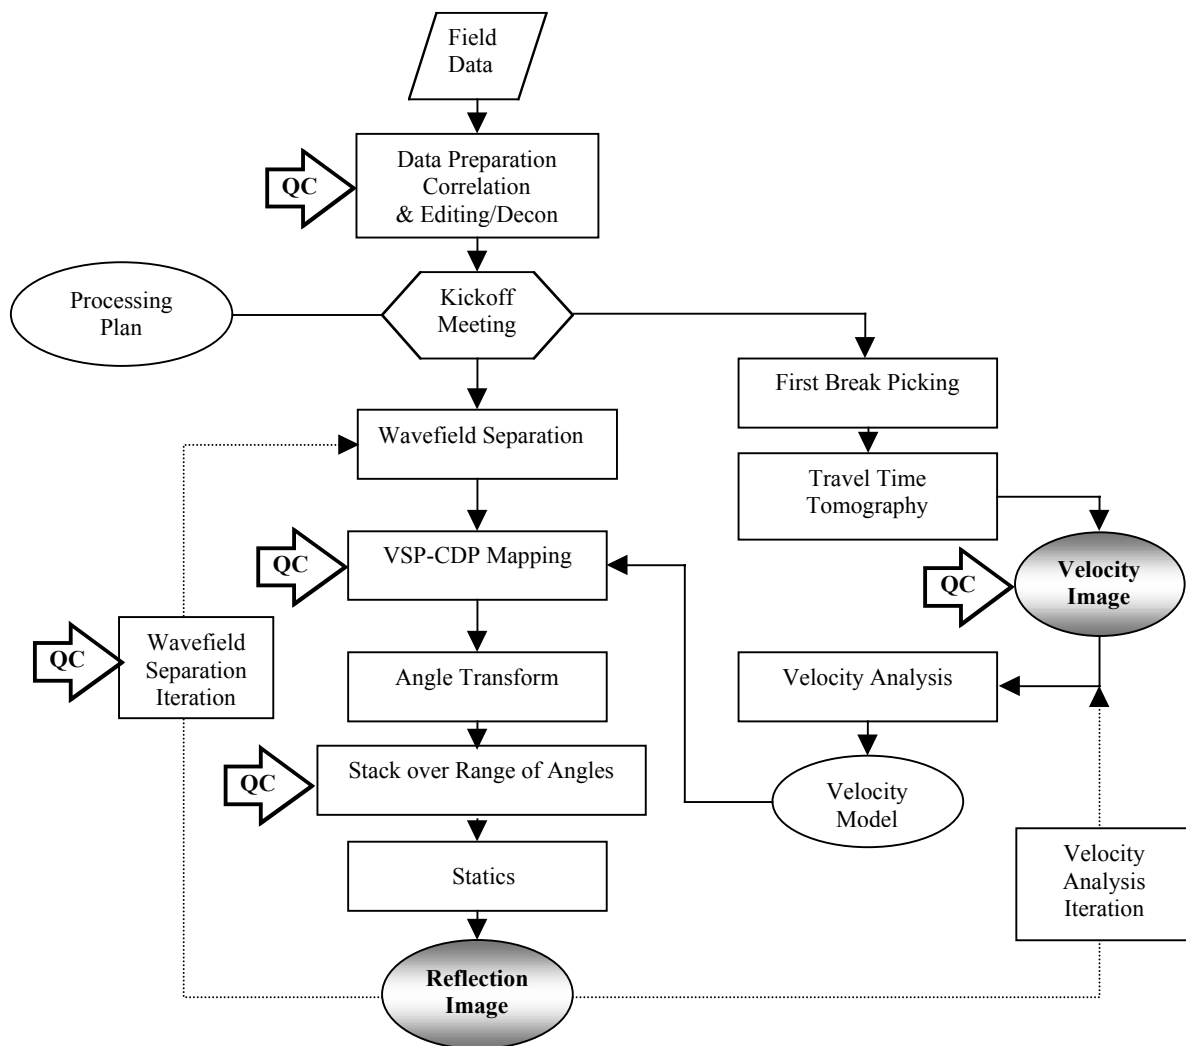 Field
Data
QC
Data Preparation
Correlation
& Editing/Decon
Processing
Plan
Kickoff
Meeting
First Break Picking
Wavefield Separation
Travel Time
Tomography
QC
VSP-CDP Mapping
QC
Velocity
Image
QC
Wavefield
Separation
Iteration
Angle Transform
Velocity Analysis
QC
Stack over Range of Angles
Velocity
Model
Statics
Velocity
Analysis
Iteration
Reflection
Image